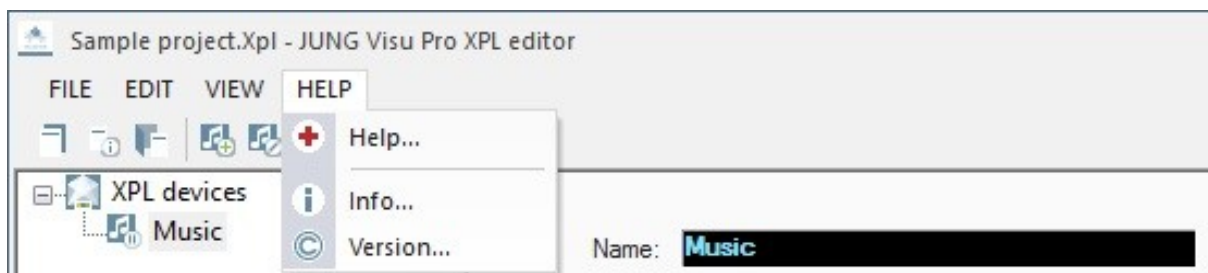 Sample project.Xpl - JUNG Visu Pro XPL editor
FILE EDIT VIEW HELP
Help...
XPL devices
Info...
Music
Version...
Name: Music